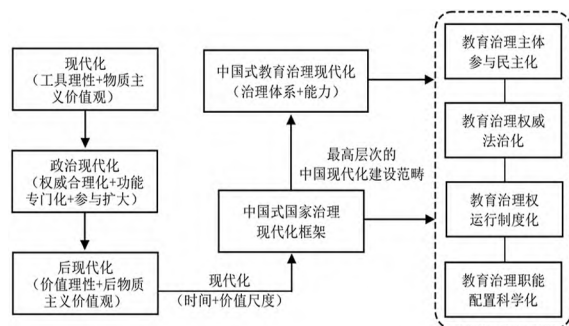 现代化
（工具理性+物质主
义价值观）
政治现代化
（权威合理化+功能
专门化+参与扩大）
后现代化
（价值理性+后物质
主义价值观）
现代化
（时间+价值尺度）
中国式教育治理现代化
（治理体系+能力）
最高层次的
中国现代化建设范畴
中国式国家治理
现代化框架
教育治理主体
参与民主化
教育治理权威
法治化
教育治理权
运行制度化
教育治理职能
配置科学化